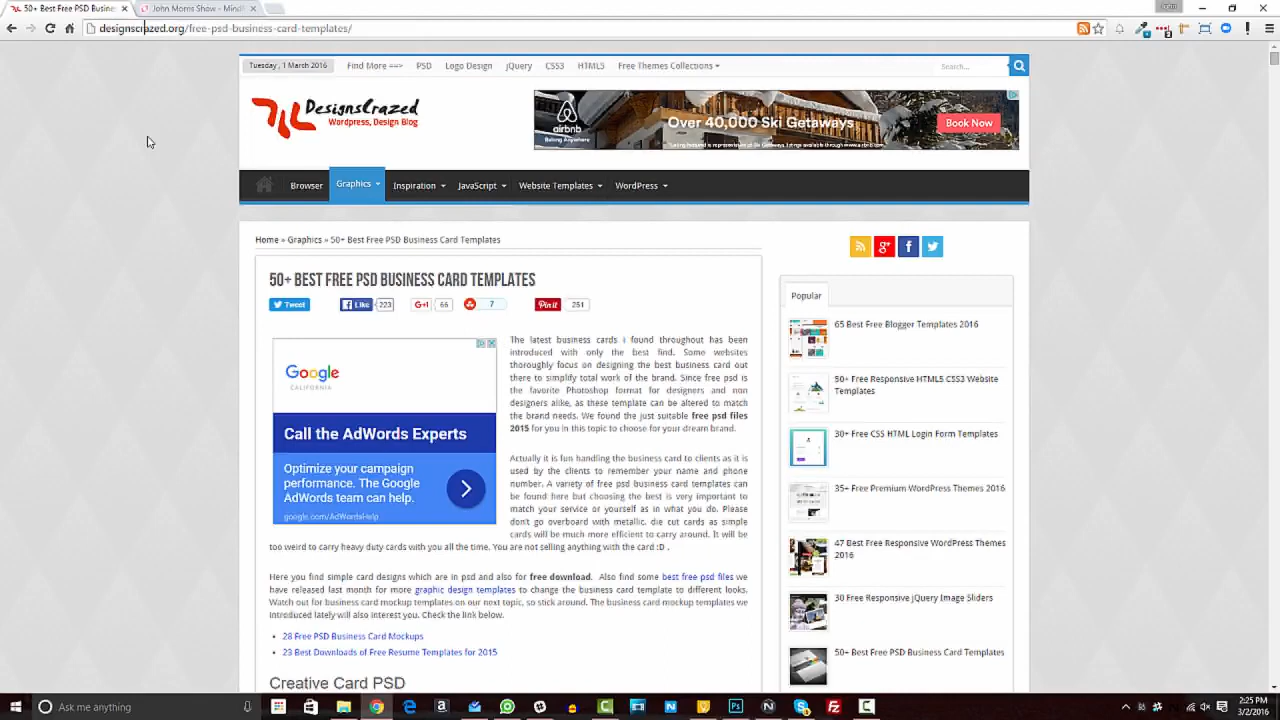 50+ Best Free PSD Busine:
John Morris Show - MindF
designscrazed.org/free-psd-business-card-templates/
Tuesday , 1 March 2016
Find More ==> PSD Logo Design jQuery CSS3 HTML5 Free Themes Collections
Search...
DesignsCrazed
Wordpress, Design Blog
airbnb
Over 40,000 Ski Getaways
Book Now
Browser Graphics Inspiration JavaScript Website Templates WordPress
Home » Graphics » 50+ Best Free PSD Business Card Templates
50+ BEST FREE PSD BUSINESS CARD TEMPLATES
Tweet Like 223 G+1 66 7 Pin it 251
Google
CALIFORNIA
Call the AdWords Experts
Optimize your campaign
performance. The Google
AdWords team can help.
google.com/AdWordsHelp
The latest business cards i found throughout has been
introduced with only the best find. Some websites
thoroughly focus on designing the best business card out
there to simplify total work of the brand. Since free psd is
the favorite Photoshop format for designers and non
designers alike, as these template can be altered to match
the brand needs. We found the just suitable free psd files
2015 for you in this topic to choose for your dream brand.
Actually it is fun handling the business card to clients as it is
used by the clients to remember your name and phone
number. A variety of free psd business card templates can
be found here but choosing the best is very important to
match your service or yourself as in what you do. Please
don't go overboard with metallic, die cut cards as simple
cards will be much more efficient to carry around. It will be
too weird to carry heavy duty cards with you all the time. You are not selling anything with the card :D .
Here you find simple card designs which are in psd and also for free download. Also find some best free psd files we
have released last month for more graphic design templates to change the business card template to different looks.
Watch out for business card mockup templates on our next topic, so stick around. The business card mockup templates we
introduced lately will also interest you. Check the link below.
28 Free PSD Business Card Mockups
23 Best Downloads of Free Resume Templates for 2015
Creative Card PSD
Popular
65 Best Free Blogger Templates 2016
50+ Free Responsive HTML5 CSS3 Website
Templates
30+ Free CSS HTML Login Form Templates
35+ Free Premium WordPress Themes 2016
47 Best Free Responsive WordPress Themes
2016
30 Free Responsive jQuery Image Sliders
50+ Best Free PSD Business Card Templates
Ask me anything
2:25 PM
3/2/2016